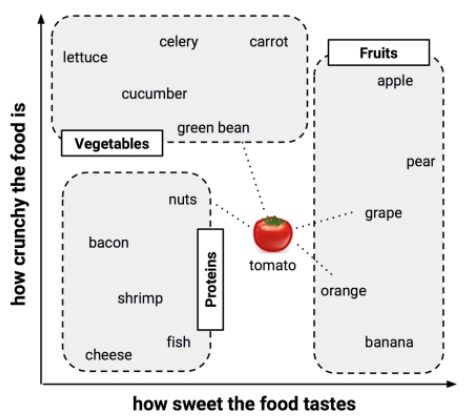 Fruits
celery
carrot
lettuce
apple
cucumber
green bean
Vegetables
pear
nuts
grape
bacon
tomato
Proteins
orange
shrimp
fish
banana
cheese
how crunchy the food is
how sweet the food tastes